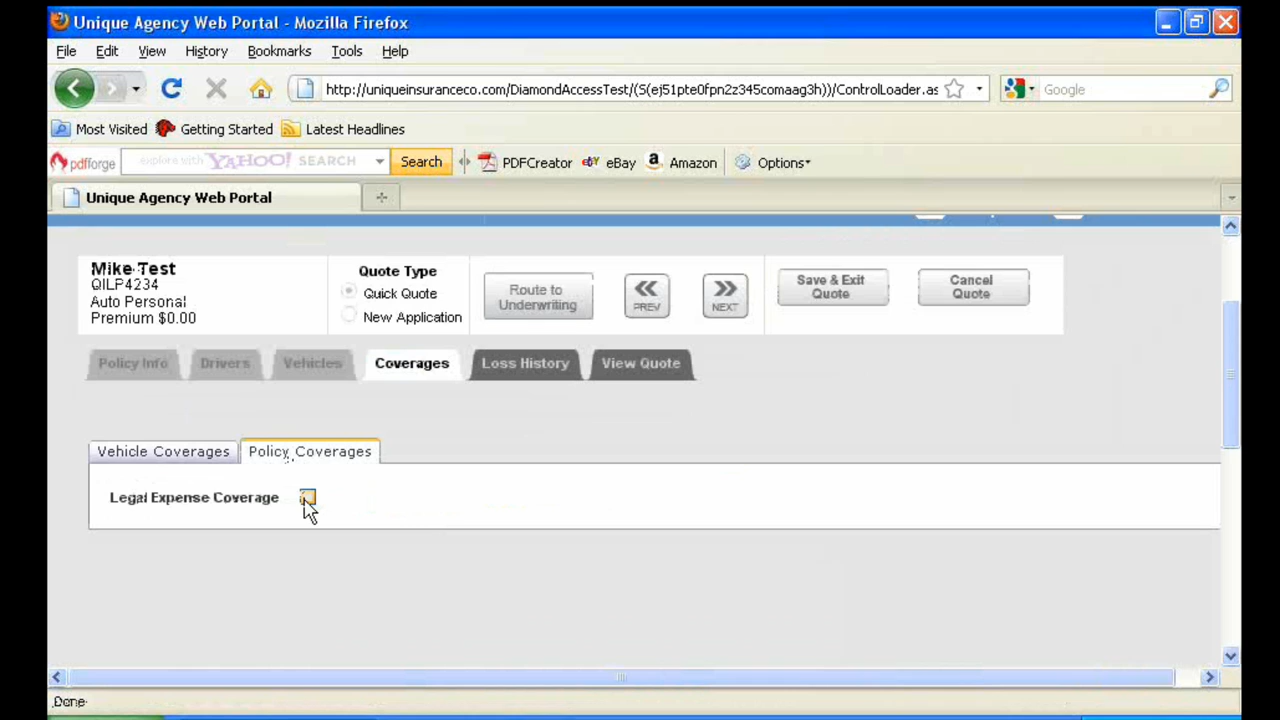 Unique Agency Web Portal - Mozilla Firefox
File Edit View History Bookmarks Tools Help
http://uniqueinsuranceco.com/DiamondAccessTest/(S(ej51pte0fpn2z345comaag3h))/ControlLoader.as
Google
Most Visited Getting Started Latest Headlines
pdfforge explore with YAHOO! SEARCH Search PDFCreator eBay Amazon Options
Unique Agency Web Portal
Mike Test
QILP4234
Auto Personal
Premium $0.00
Quote Type
Quick Quote
New Application
Route to
Underwriting
PREV
NEXT
Save & Exit
Quote
Cancel
Quote
Policy Info Drivers Vehicles Coverages Loss History View Quote
Vehicle Coverages Policy Coverages
Legal Expense Coverage
Done